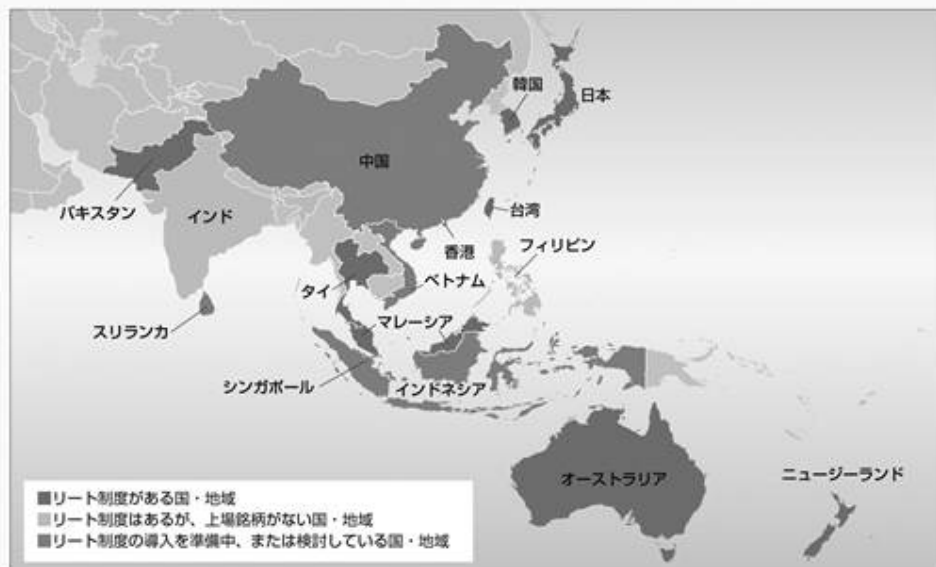 韓国
日本
中国
パキスタン
インド
台湾
香港
フィリピン
タイ
ベトナム
スリランカ
マレーシア
シンガポール
インドネシア
オーストラリア
ニュージーランド
■リート制度がある国・地域
■リート制度はあるが、上場銘柄がない国・地域
■リート制度の導入を準備中、または検討している国・地域